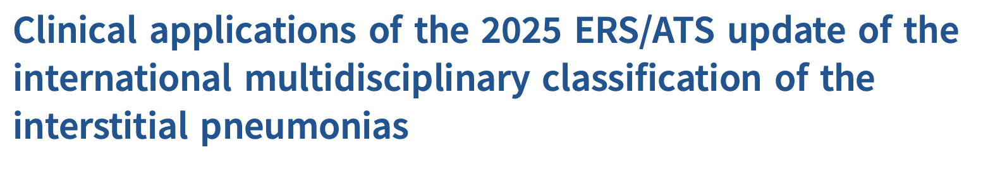 Clinical applications of the 2025 ERS/ATS update of the
international multidisciplinary classification of the
interstitial pneumonias